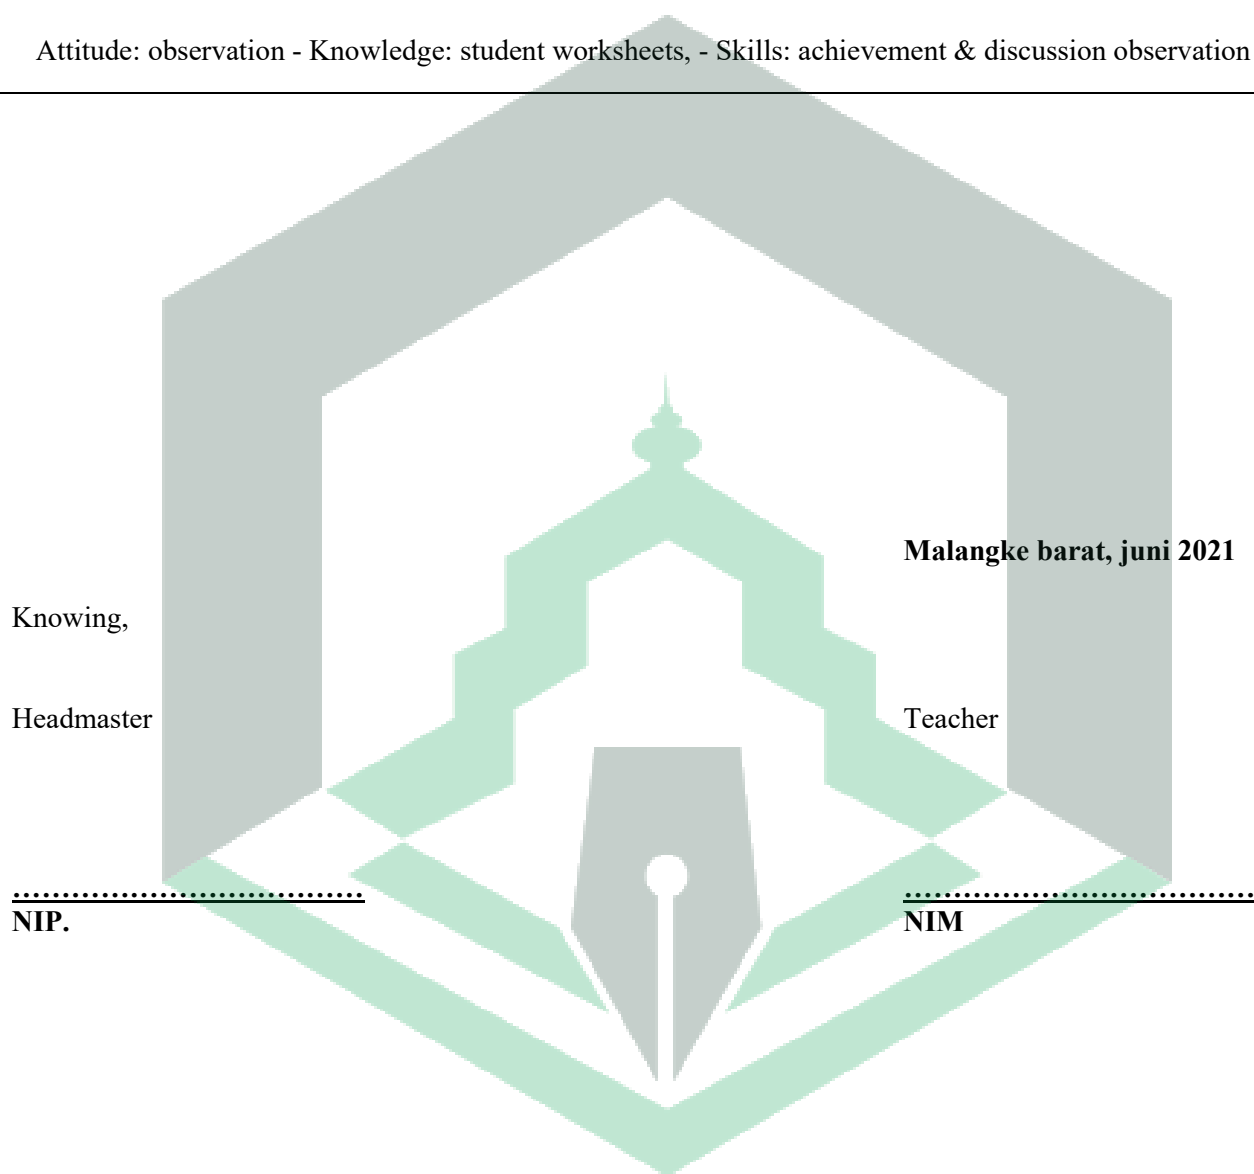 Attitude: observation - Knowledge: student worksheets, - Skills: achievement & discussion observation
Malangke barat, juni 2021
Knowing,
Headmaster Teacher
................................. .................................
NIP. NIM